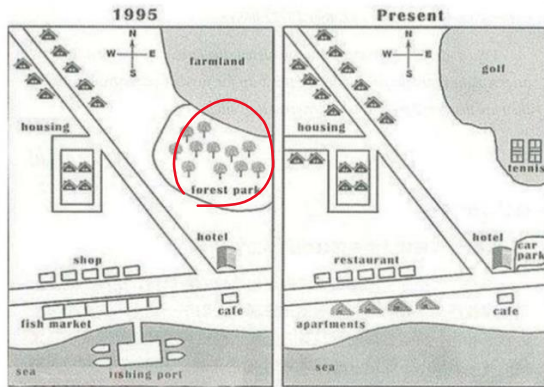 1995
N
W E
S
farmland
housing
forest park
hotel
shop
fish market
cafe
fishing port
sea
Present
N
W E
S
golf
housing
tennis
hotel
car
park
restaurant
apartments
cafe
sea